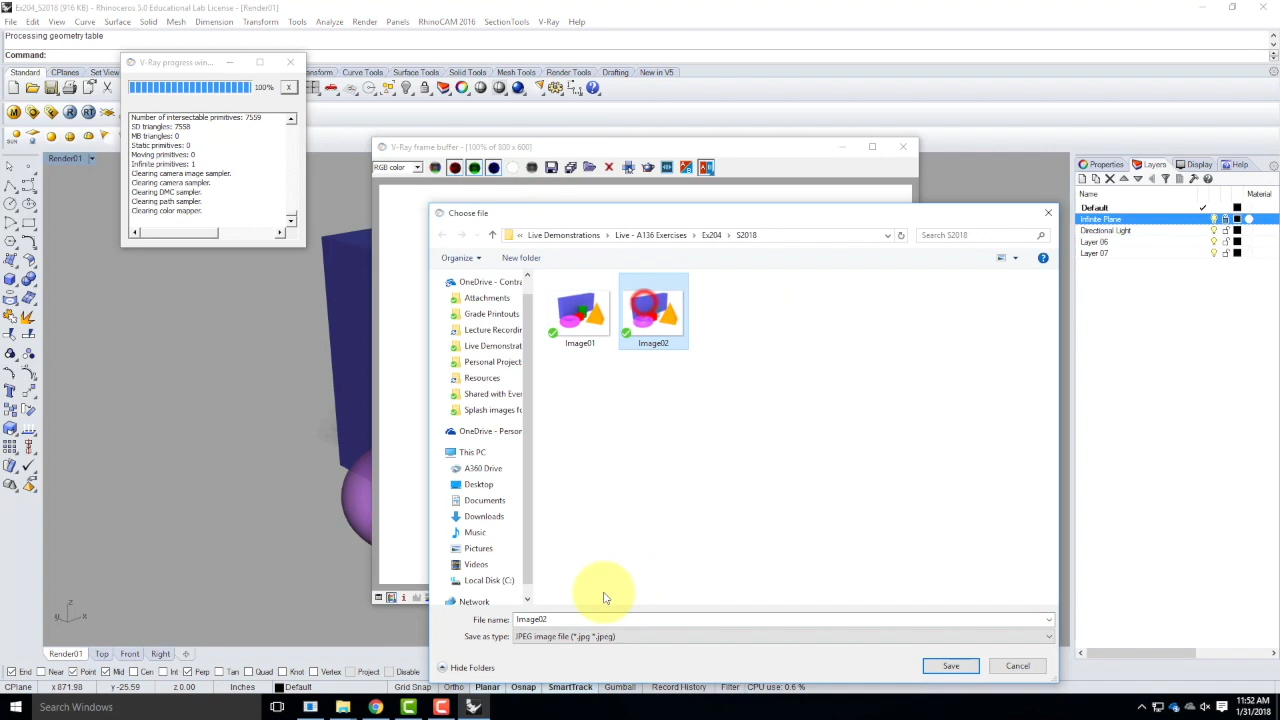 Ex204_S2018 (916 KB) - Rhinoceros 5.0 Educational Lab License - [Render01]
File Edit View Curve Surface Solid Mesh Dimension Transform Tools Analyze Render Panels RhinoCAM 2016 SectionTools V-Ray Help
Processing geometry table
Command:
V-Ray progress win...
Standard CPlanes Set View
Curve Tools Surface Tools Solid Tools Mesh Tools Render Tools Drafting New in V5
100% x
Number of intersectable primitives: 7559
SD triangles: 7558
MB triangles: 0
Static primitives: 0
Moving primitives: 0
Infinite primitives: 1
Clearing camera image sampler.
Clearing DMC sampler.
Clearing path sampler.
Clearing color mapper.
SUN
Render01
V-Ray frame buffer - [100% of 800 x 600]
RGB color
Properties Layers Display Help
Name Material
Default
Infinite Plane
Directional Light
Layer 06
Layer 07
Choose file
« Live Demonstrations › Live - A136 Exercises › Ex204 › S2018
Search S2018
Organize New folder
OneDrive - Contra
Attachments
Grade Printouts
Lecture Recordin
Live Demonstrat
Personal Project
Resources
Shared with Ever
Splash images fo
OneDrive - Person
This PC
A360 Drive
Desktop
Documents
Downloads
Music
Pictures
Videos
Local Disk (C:)
Network
Image01
Image02
File name: Image02
Save as type: JPEG image file (*.jpg *.jpeg)
Hide Folders
Save Cancel
z
y x
Render01 Top Front Right
End Near Point Mid Cen Int Perp Tan Quad Knot Vertex Project Disable
CPlane x 871.98 y -25.59 z 0.00 Inches Default Grid Snap Ortho Planar Osnap SmartTrack Gumball Record History Filter CPU use: 0.6 %
Search Windows
11:52 AM
1/31/2018